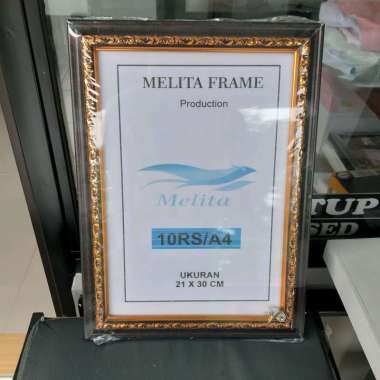 MELITA FRAME
Production
Melita
10RS/A4
UKURAN
21 X 30 CM
TUP
SED